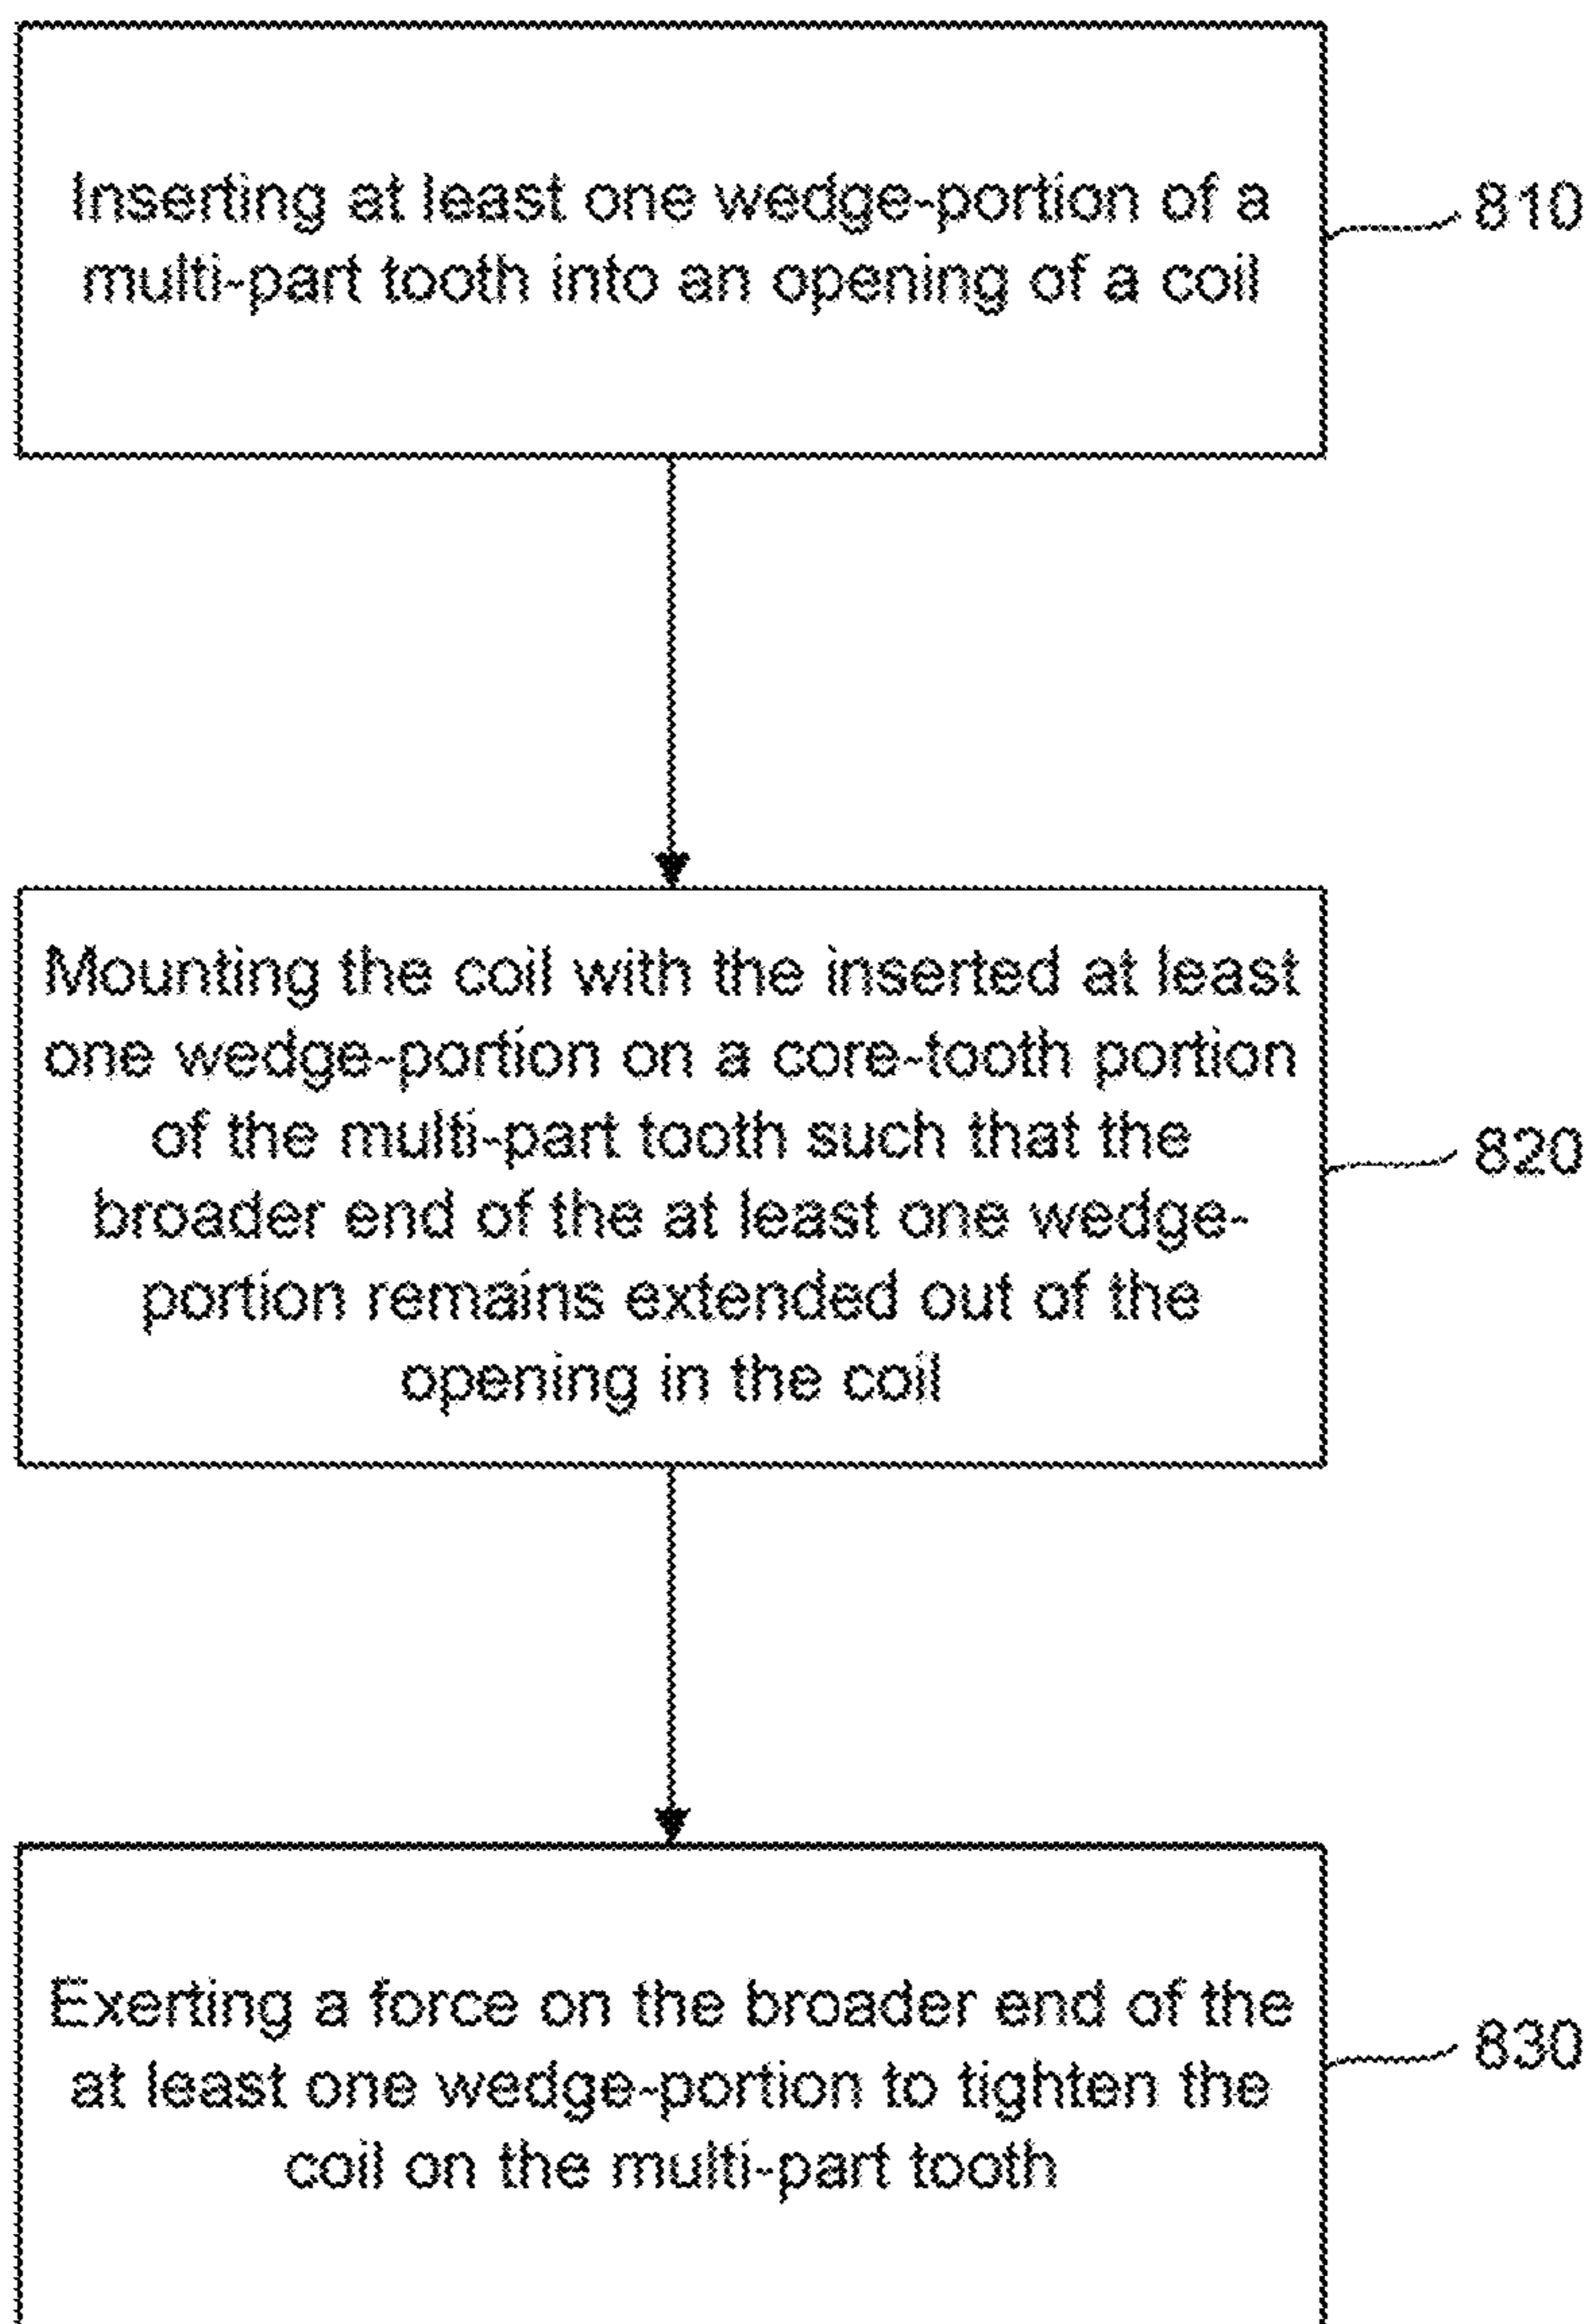 Inserting at least one wedge-portion of a
multi-part tooth into an opening of a coil
810
Mounting the coil with the inserted at least
one wedge-portion on a core-tooth portion
of the multi-part tooth such that the
broader end of the at least one wedge-
portion remains extended out of the
opening in the coil
820
Exerting a force on the broader end of the
at least one wedge-portion to tighten the
coil on the multi-part tooth
830